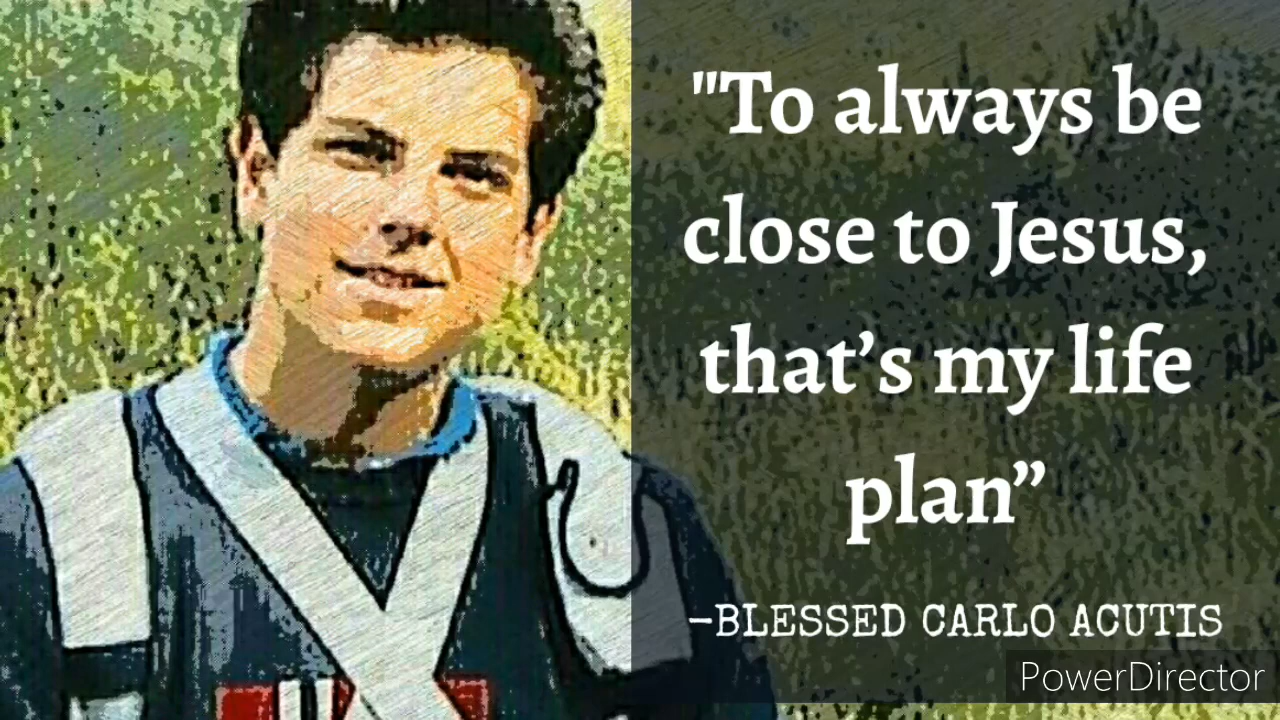 "To always be
close to Jesus,
that’s my life
plan”
–BLESSED CARLO ACUTIS
PowerDirector